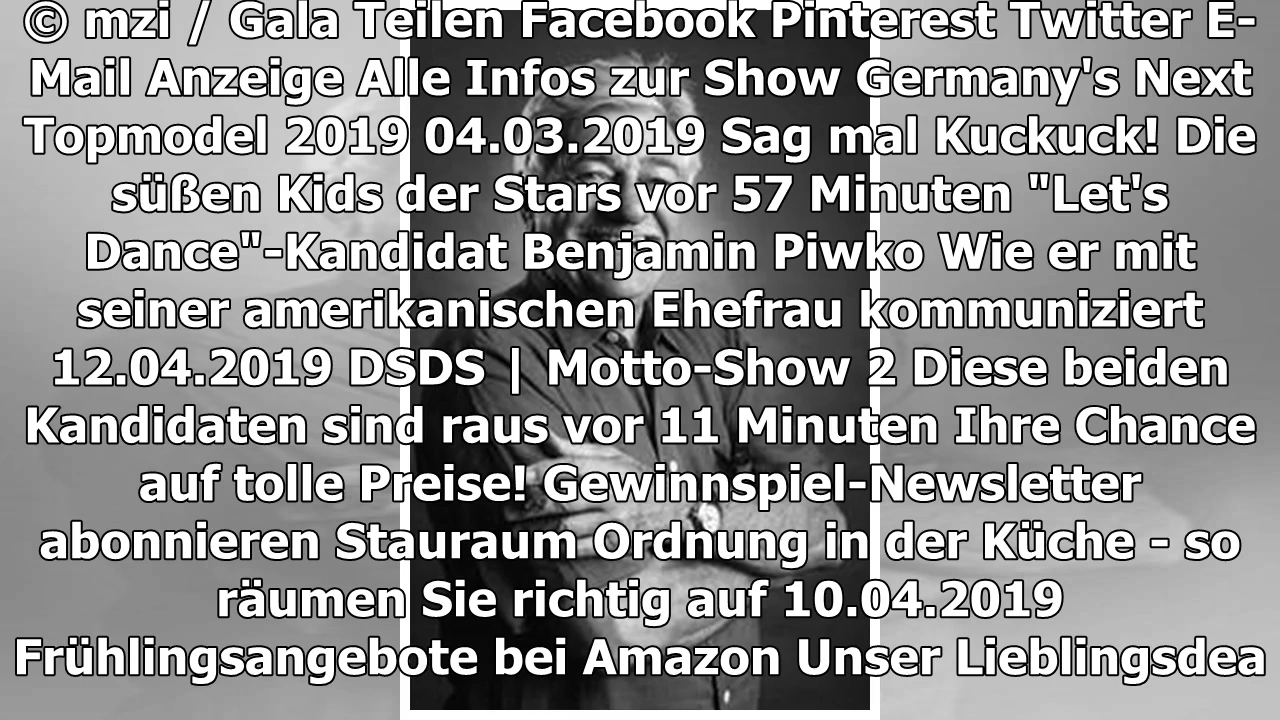 © mzi / Gala Teilen Facebook Pinterest Twitter E-
Mail Anzeige Alle Infos zur Show Germany's Next
Topmodel 2019 04.03.2019 Sag mal Kuckuck! Die
süßen Kids der Stars vor 57 Minuten "Let's
Dance"-Kandidat Benjamin Piwko Wie er mit
seiner amerikanischen Ehefrau kommuniziert
12.04.2019 DSDS | Motto-Show 2 Diese beiden
Kandidaten sind raus vor 11 Minuten Ihre Chance
auf tolle Preise! Gewinnspiel-Newsletter
abonnieren Stauraum Ordnung in der Küche - so
räumen Sie richtig auf 10.04.2019
Frühlingsangebote bei Amazon Unser Lieblingsdea